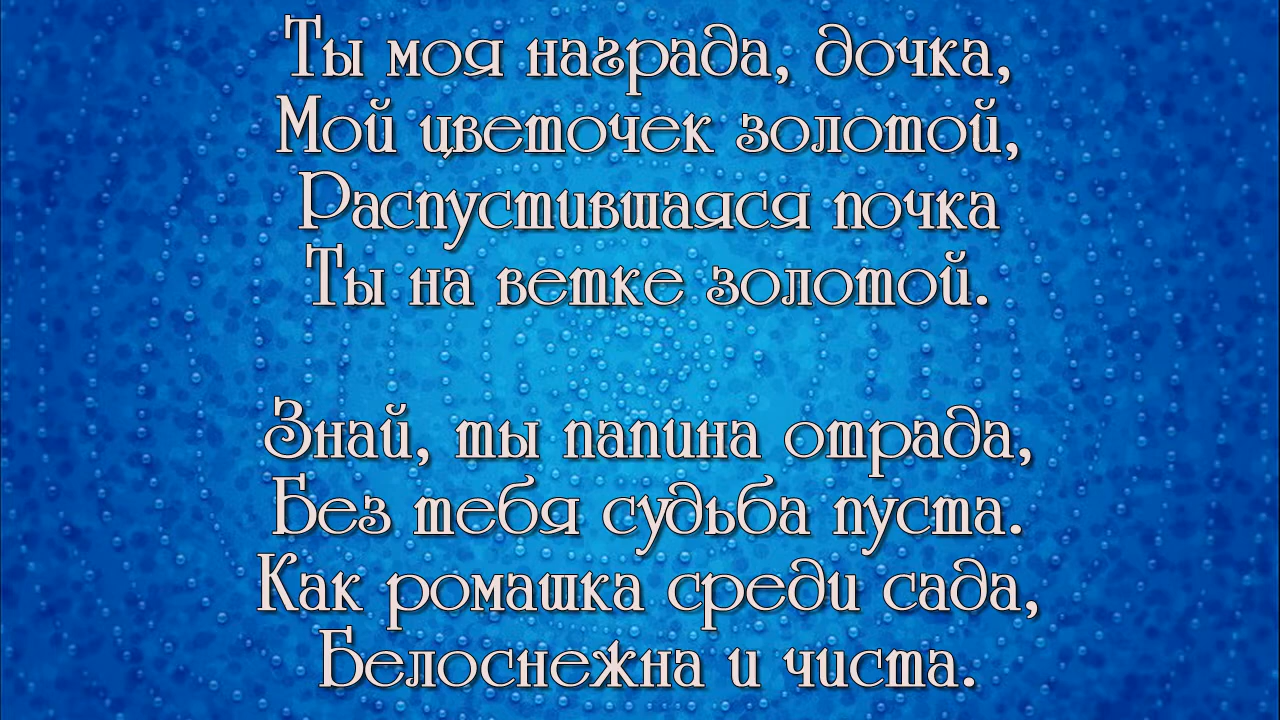 Ты моя награда, дочка,
Мой цветочек золотой,
Распустившаяся почка
Ты на ветке золотой.
Знай, ты папина отрада,
Без тебя судьба пуста.
Как ромашка среди сада,
Белоснежна и чиста.